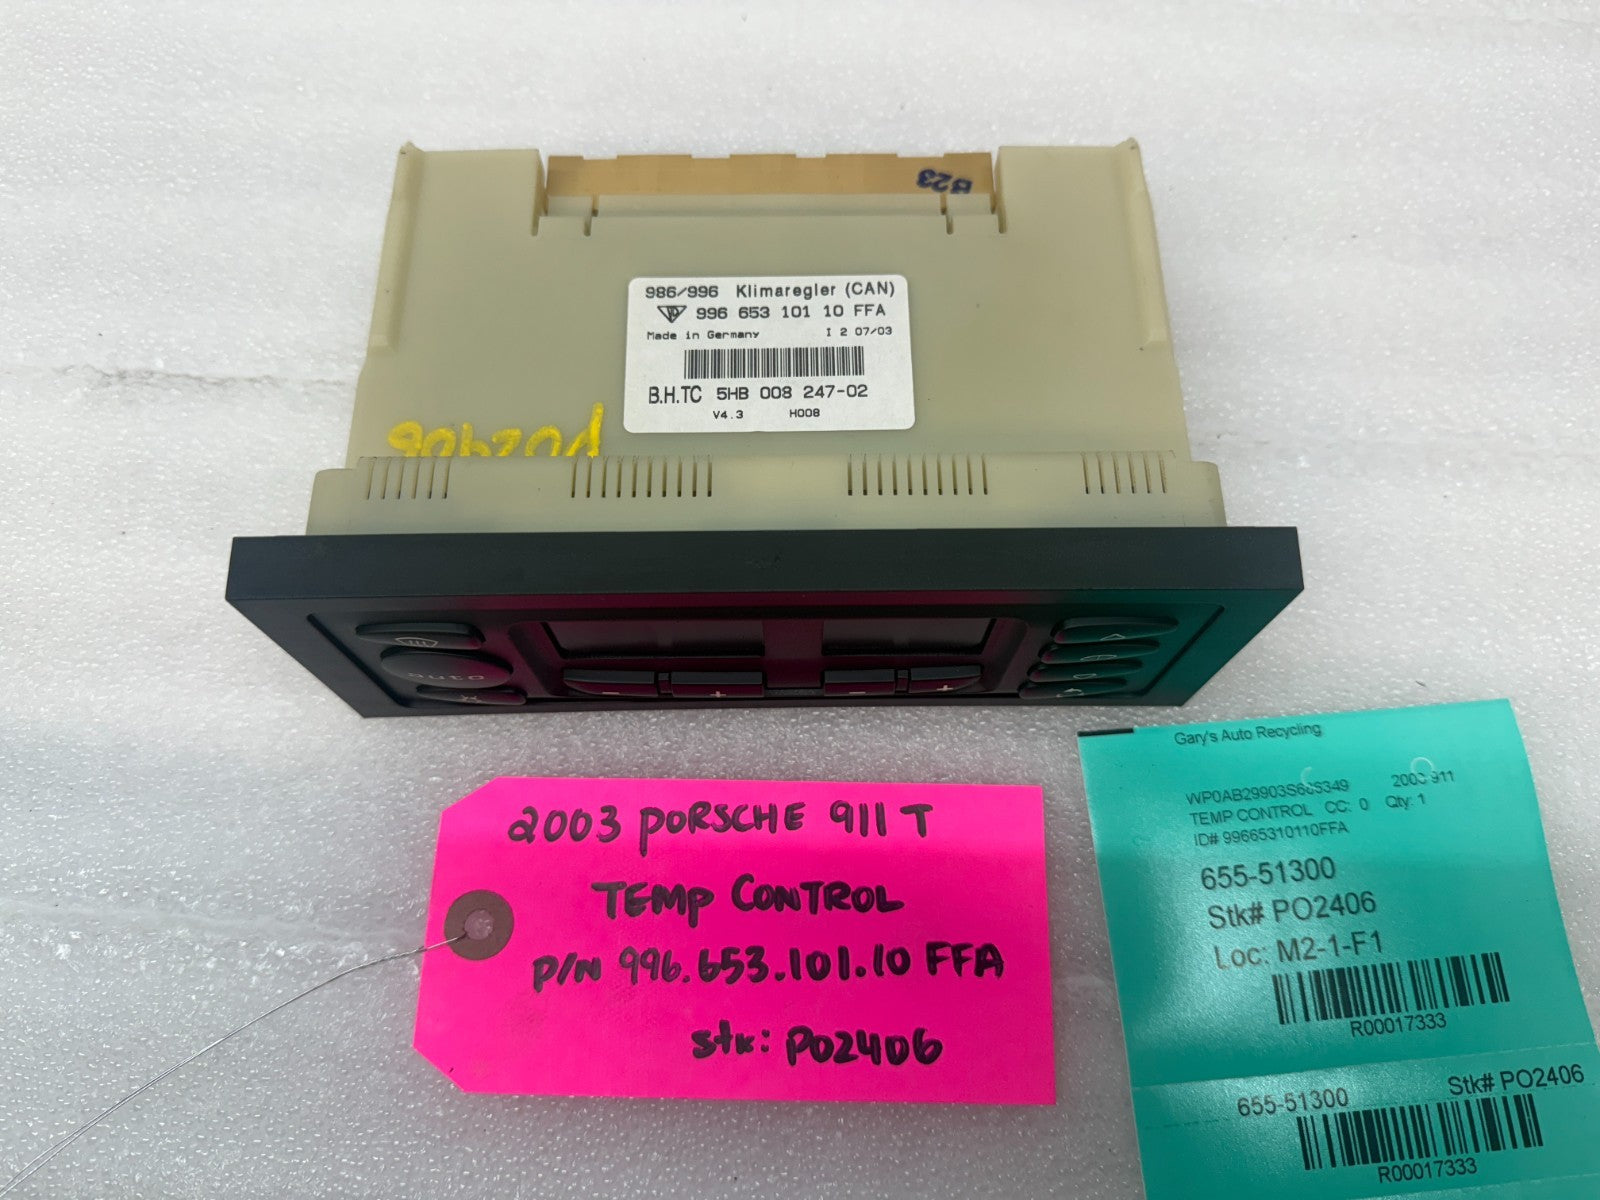 B23
986/996 Klimaregler (CAN)
996 653 101 10 FFA
Made in Germany I 2 07/03
B.H.TC 5HB 008 247-02
V4.3 H008
PO2406
auto
- + - +
2003 PORSCHE 911 T
TEMP CONTROL
P/N 996.653.101.10 FFA
stk: PO2406
Gary's Auto Recycling
2003 911
TEMP CONTROL CC: 0 Qty: 1
ID# 99665310110FFA
655-51300
Stk# PO2406
Loc: M2-1-F1
R00017333
655-51300 Stk# PO2406
R00017333